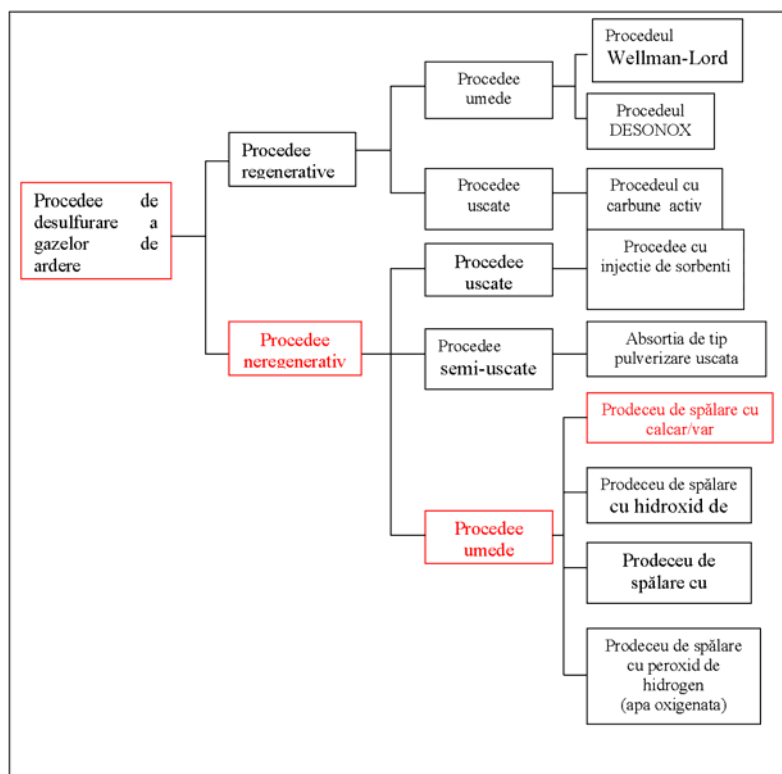 Procedeul
Wellman-Lord
Procedee
umede
Procedeul
DESONOX
Procedee
regenerative
Procedee de
desulfurare a
gazelor de
ardere
Procedee
uscate
Procedeul cu
carbune activ
Procedee
uscate
Procedee cu
injectie de sorbenti
Procedee
neregenerativ
Procedee
semi-uscate
Absortia de tip
pulverizare uscata
Prodeceu de spălare cu
calcar/var
Prodeceu de spălare
cu hidroxid de
Procedee
umede
Prodeceu de
spălare cu
Prodeceu de spălare
cu peroxid de
hidrogen
(apa oxigenata)